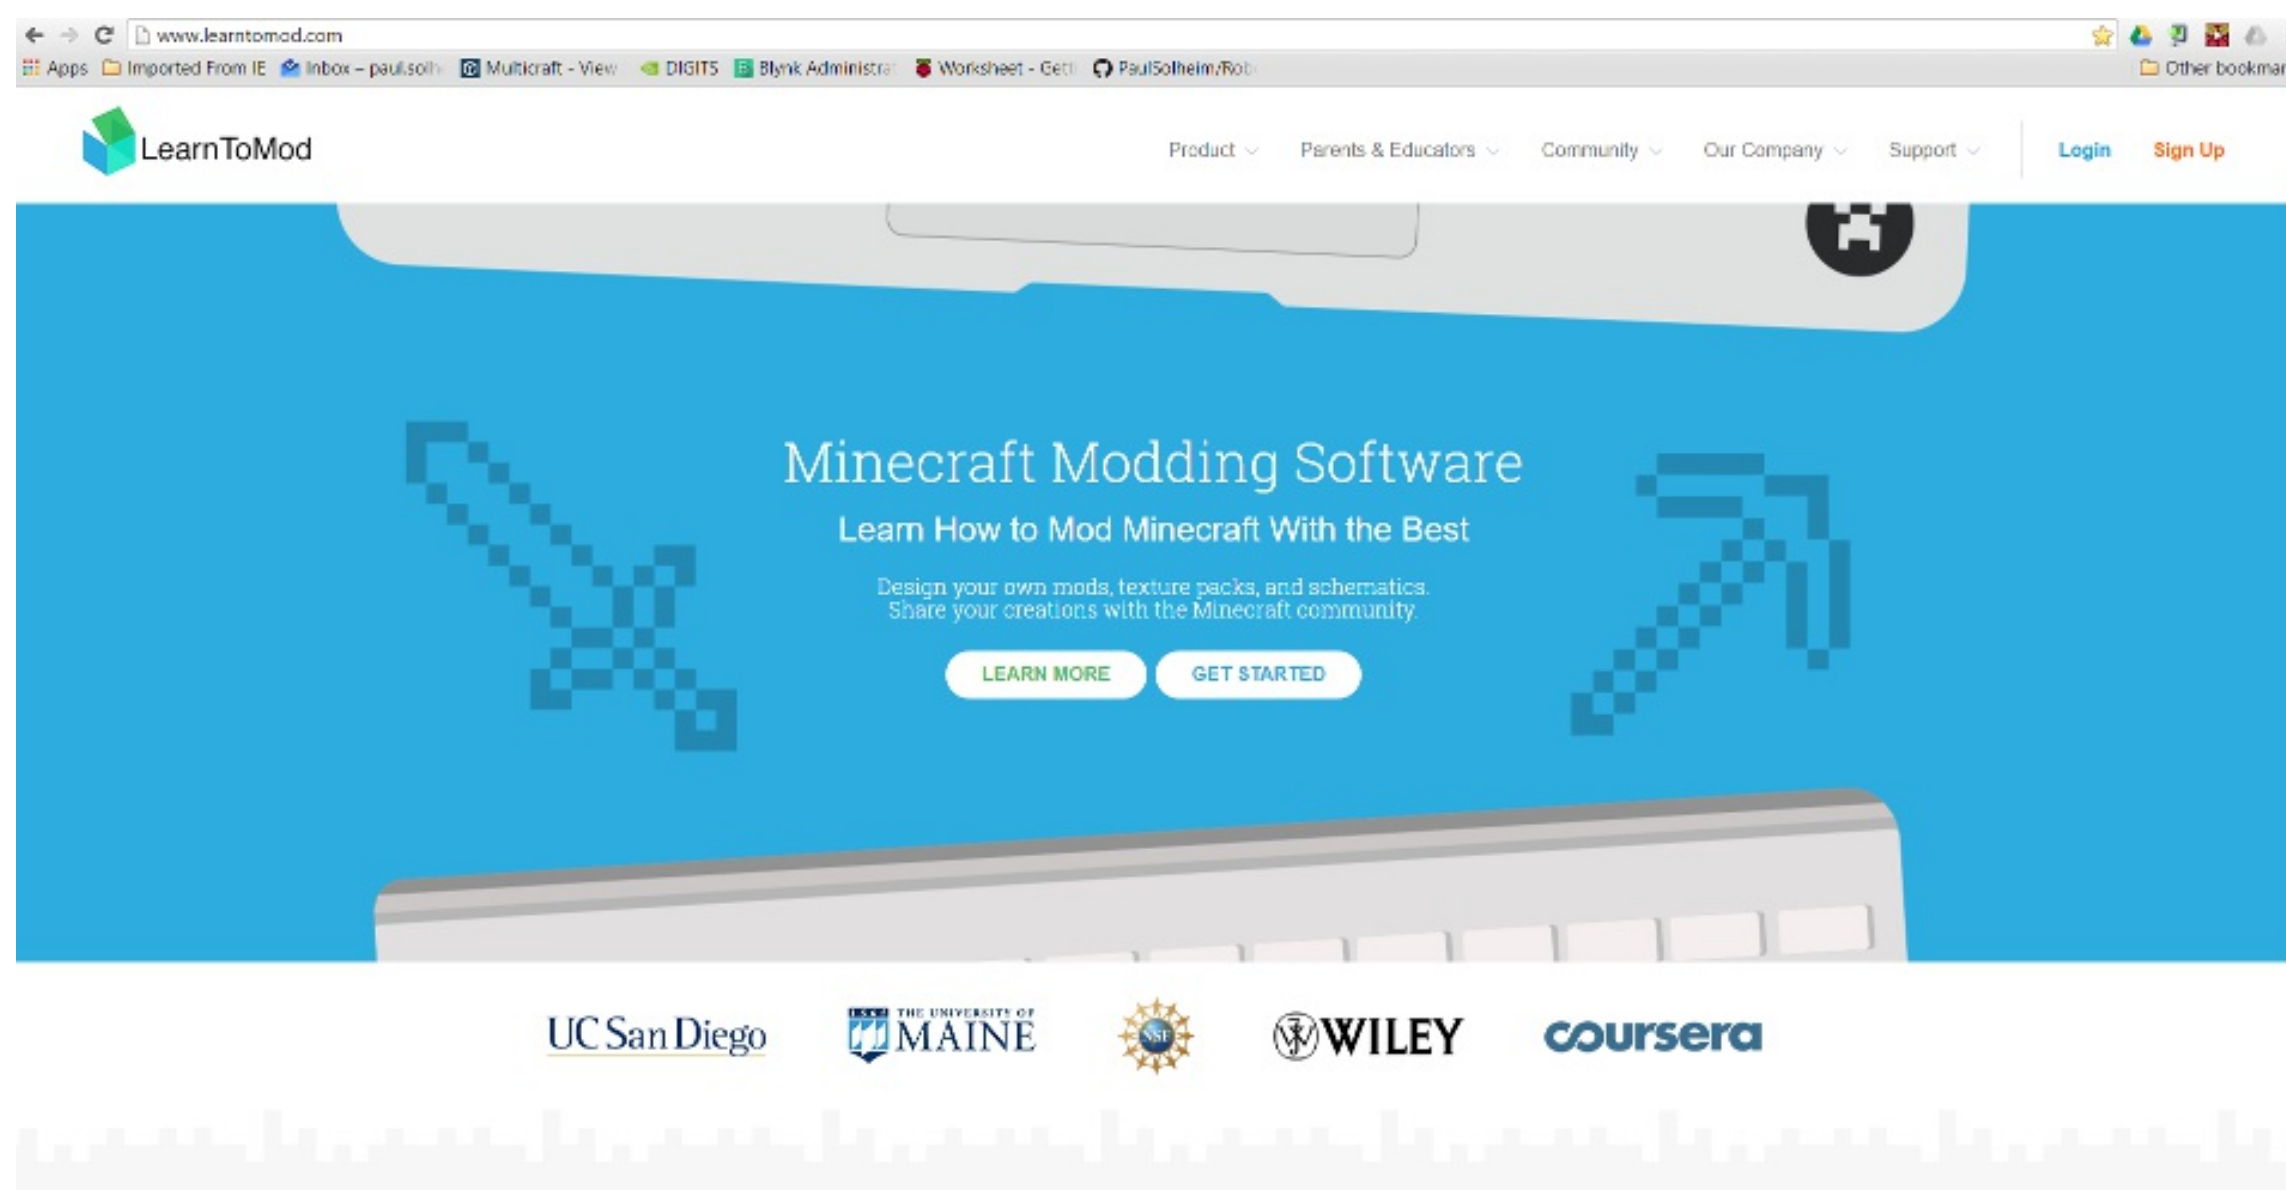 www.learntomod.com
Apps Imported From IE Inbox – paul.solh Multicraft - View DIGITS Blynk Administrat Worksheet - Gett PaulSolheim/Rob Other bookmar
LearnToMod Product Parents & Educators Community Our Company Support Login Sign Up
Minecraft Modding Software
Learn How to Mod Minecraft With the Best
Design your own mods, texture packs, and schematics.
Share your creations with the Minecraft community.
LEARN MORE GET STARTED
UC San Diego THE UNIVERSITY OF MAINE NSF WILEY coursera